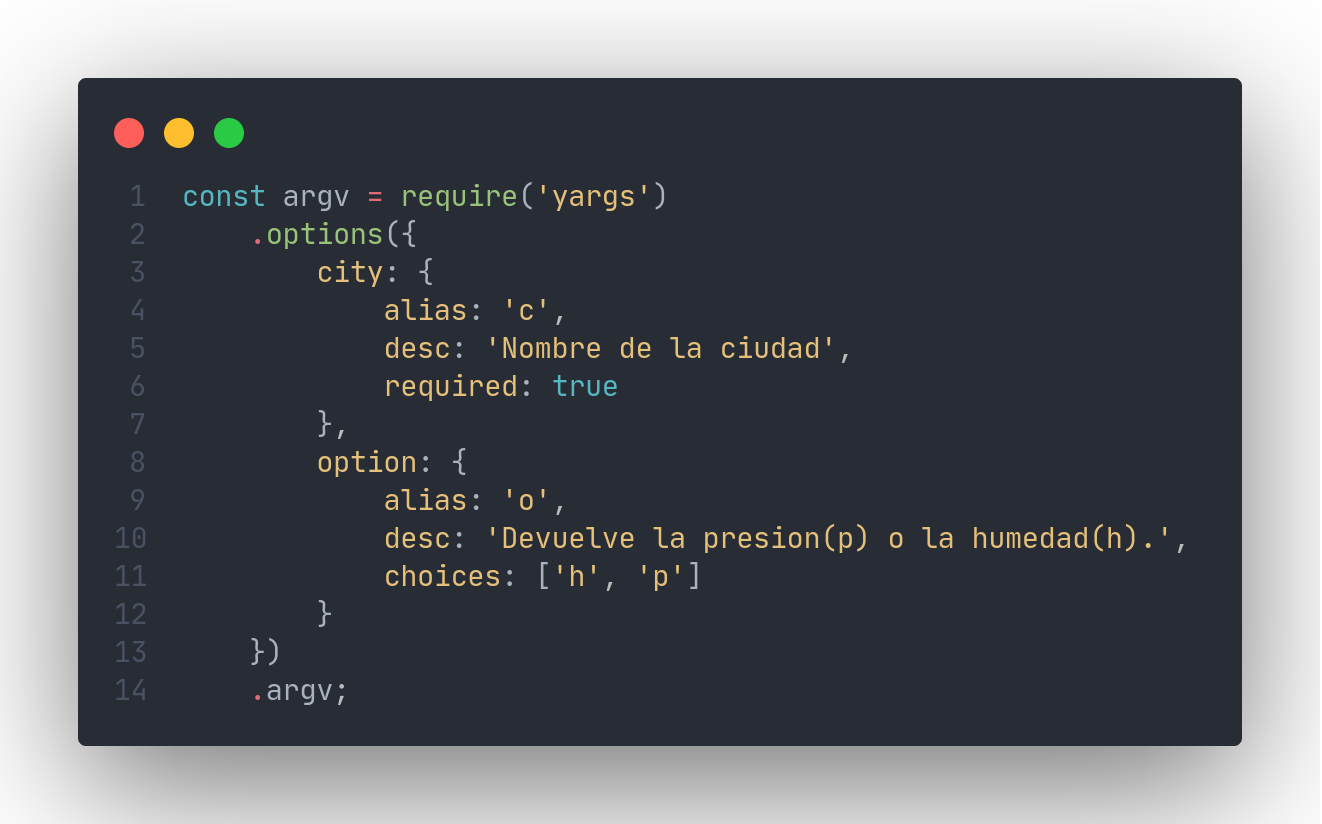 1 const argv = require('yargs')
2     .options({
3         city: {
4             alias: 'c',
5             desc: 'Nombre de la ciudad',
6             required: true
7         },
8         option: {
9             alias: 'o',
10             desc: 'Devuelve la presion(p) o la humedad(h).',
11             choices: ['h', 'p']
12         }
13     })
14     .argv;